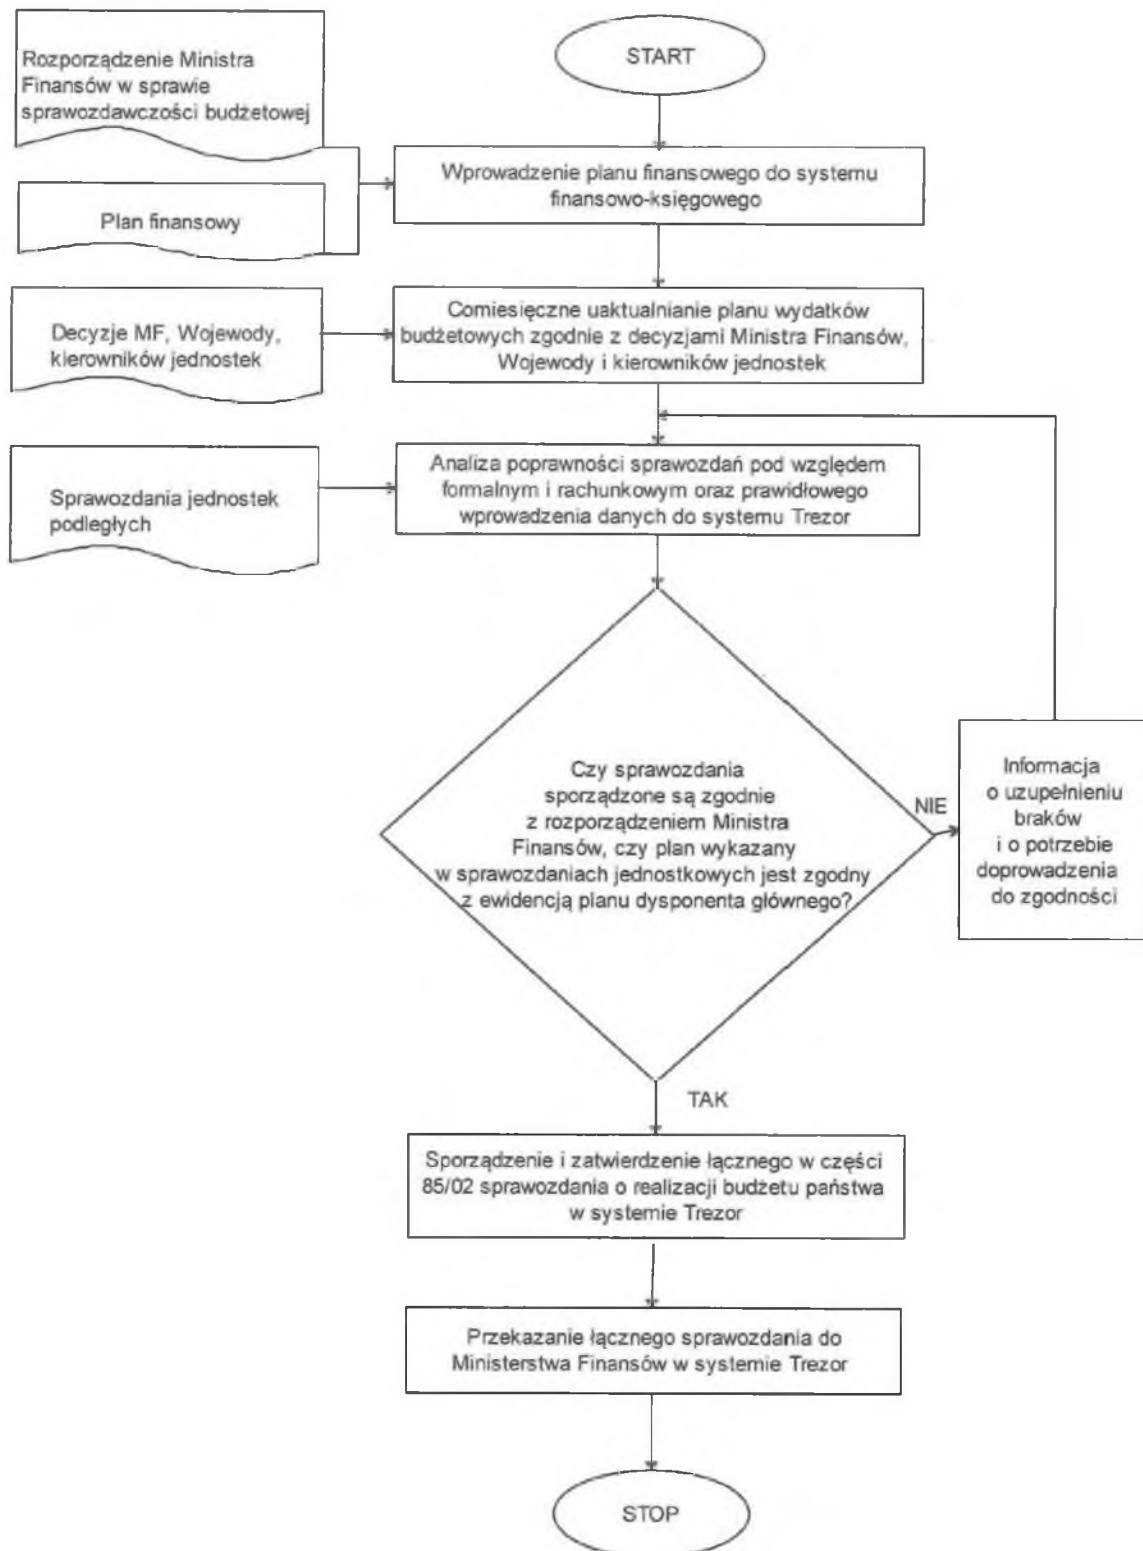 Rozporządzenie Ministra
Finansów w sprawie
sprawozdawczości budżetowej
START
Wprowadzenie planu finansowego do systemu
finansowo-księgowego
Plan finansowy
Decyzje MF, Wojewody,
kierowników jednostek
Comiesięczne uaktualnianie planu wydatków
budżetowych zgodnie z decyzjami Ministra Finansów,
Wojewody i kierowników jednostek
Sprawozdania jednostek
podległych
Analiza poprawności sprawozdań pod względem
formalnym i rachunkowym oraz prawidłowego
wprowadzenia danych do systemu Trezor
Czy sprawozdania
sporządzone są zgodnie
z rozporządzeniem Ministra
Finansów, czy plan wykazany
w sprawozdaniach jednostkowych jest zgodny
z ewidencją planu dysponenta głównego?
NIE
Informacja
o uzupełnieniu
braków
i o potrzebie
doprowadzenia
do zgodności
TAK
Sporządzenie i zatwierdzenie łącznego w części
85/02 sprawozdania o realizacji budżetu państwa
w systemie Trezor
Przekazanie łącznego sprawozdania do
Ministerstwa Finansów w systemie Trezor
STOP